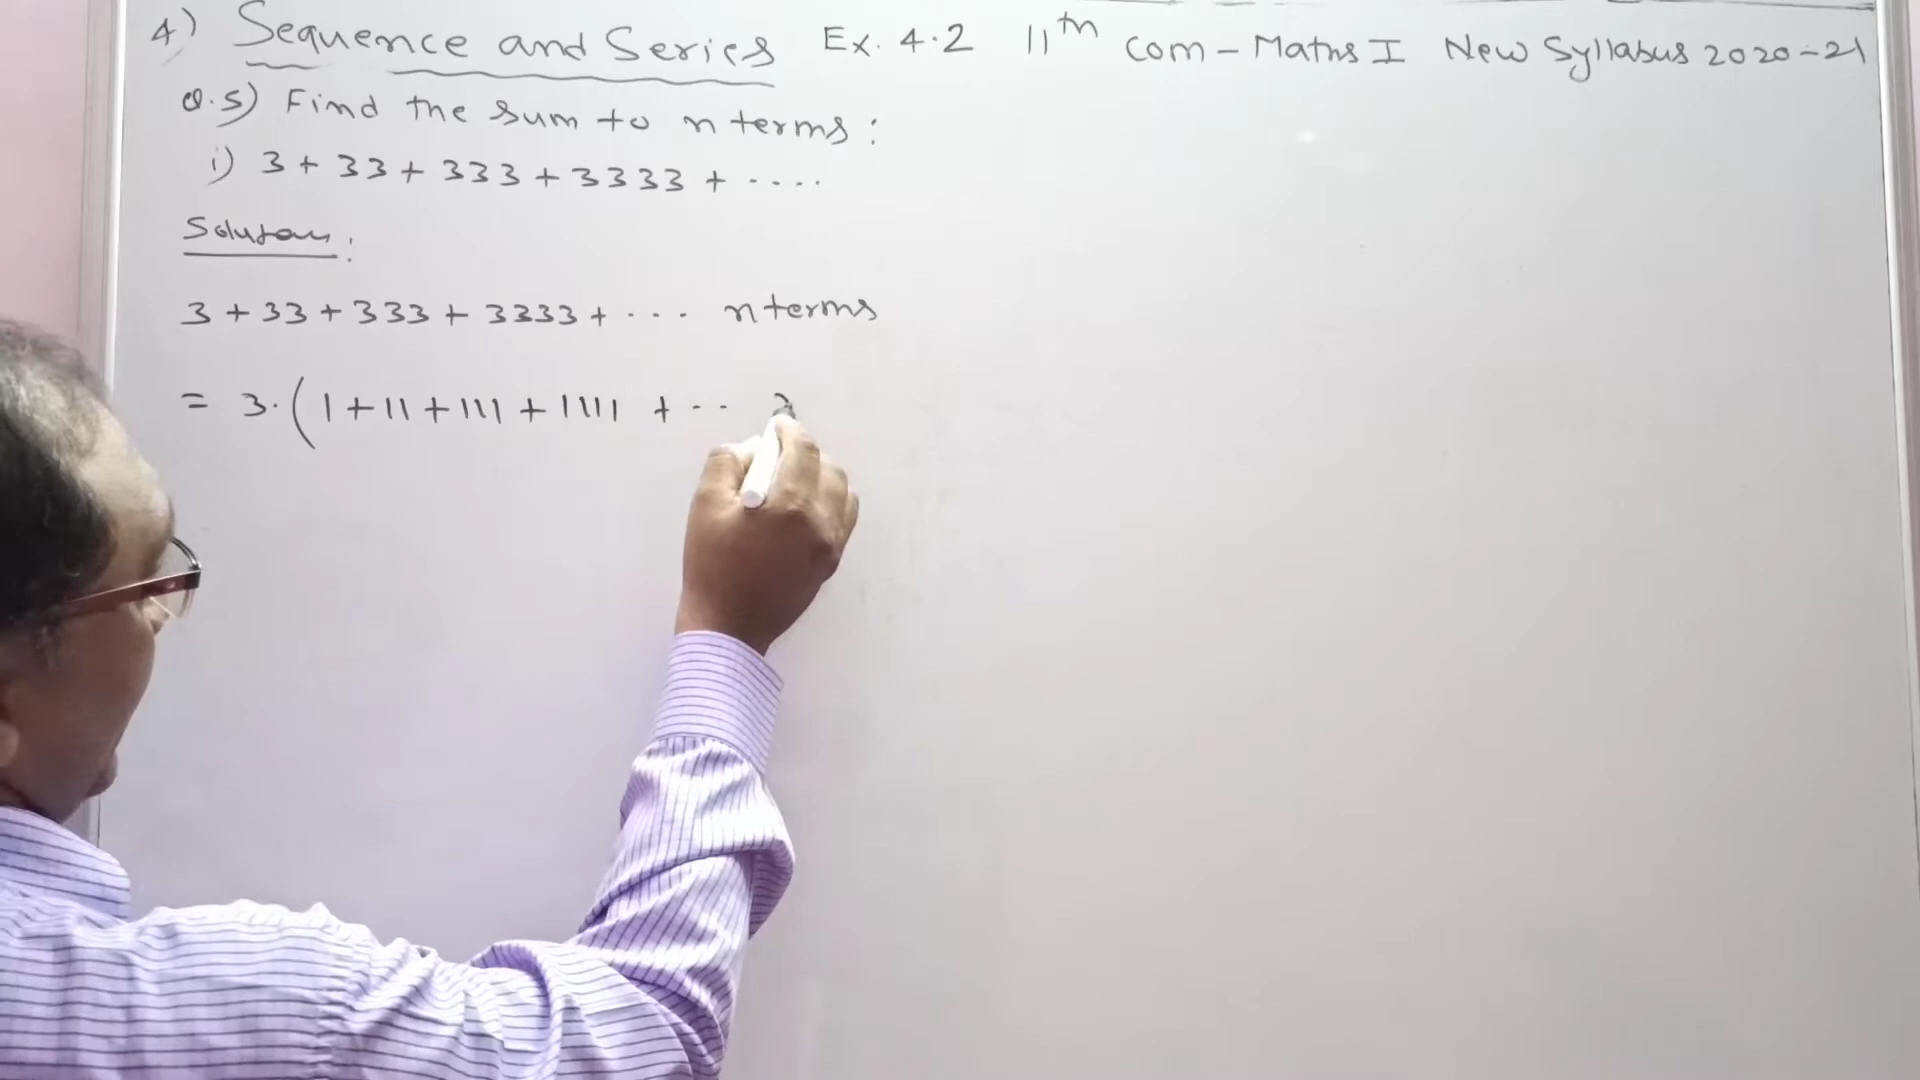 4) Sequence and Series Ex. 4.2 11th Com - Maths I New Syllabus 2020-21
Q.5) Find the sum to n terms:
i) 3 + 33 + 333 + 3333 + ....
Solution:
3 + 33 + 333 + 3333 + ... n terms
= 3.(1 + 11 + 111 + 1111 + ..